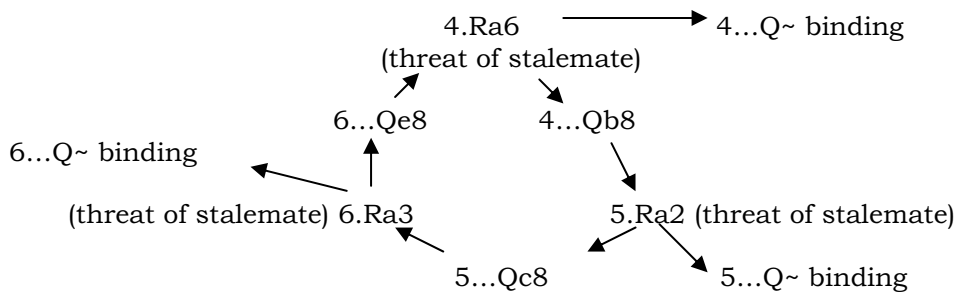 4.Ra6
4…Q~ binding
(threat of stalemate)
6…Qe8
4…Qb8
6…Q~ binding
(threat of stalemate) 6.Ra3
5.Ra2 (threat of stalemate)
5…Qc8
5…Q~ binding